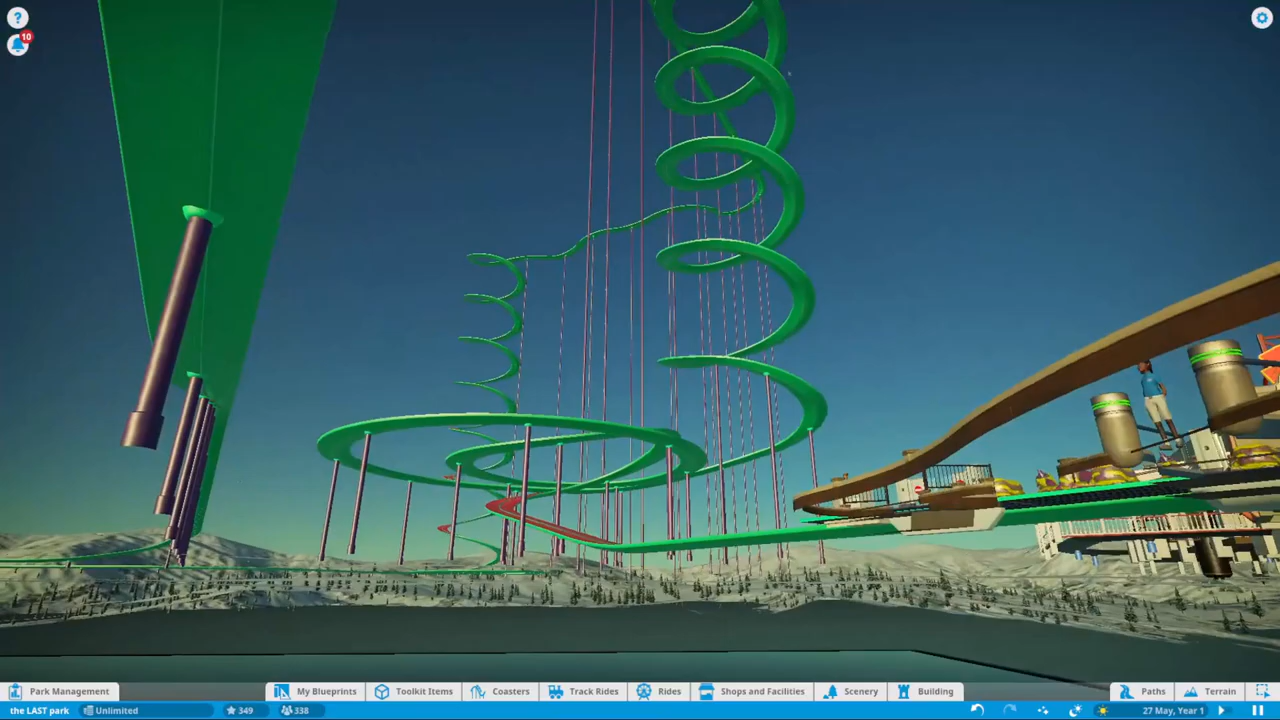 ?
10
Park Management
My Blueprints
Toolkit Items
Coasters
Track Rides
Rides
Shops and Facilities
Scenery
Building
Paths
Terrain
the LAST park
Unlimited
349
338
27 May, Year 1